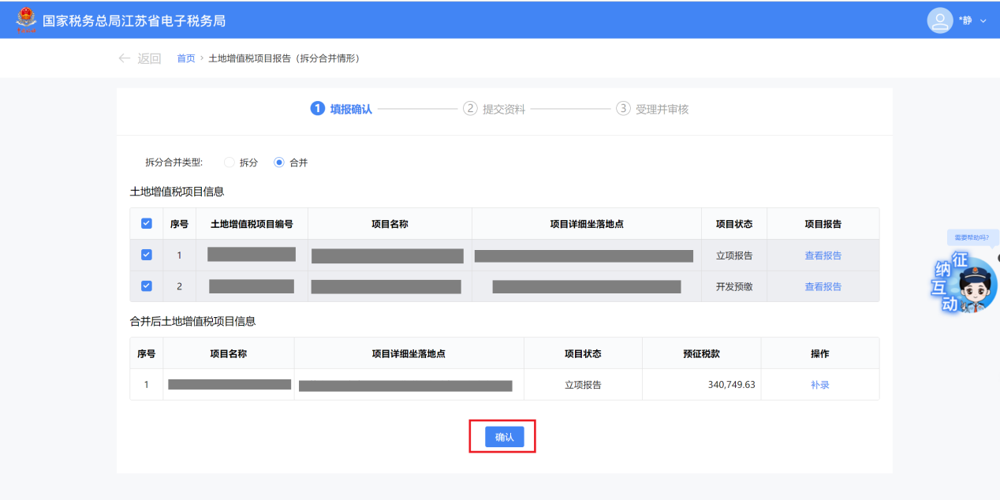 国家税务总局江苏省电子税务局
*静
← 返回 首页 > 土地增值税项目报告（拆分合并情形）
1 填报确认 2 提交资料 3 受理并审核
拆分合并类型: 拆分 合并
土地增值税项目信息
序号 土地增值税项目编号 项目名称 项目详细坐落地点 项目状态 项目报告
1 立项报告 查看报告
2 开发预缴 查看报告
合并后土地增值税项目信息
序号 项目名称 项目详细坐落地点 项目状态 预征税款 操作
1 立项报告 340,749.63 补录
确认
需要帮助吗?
征纳互动